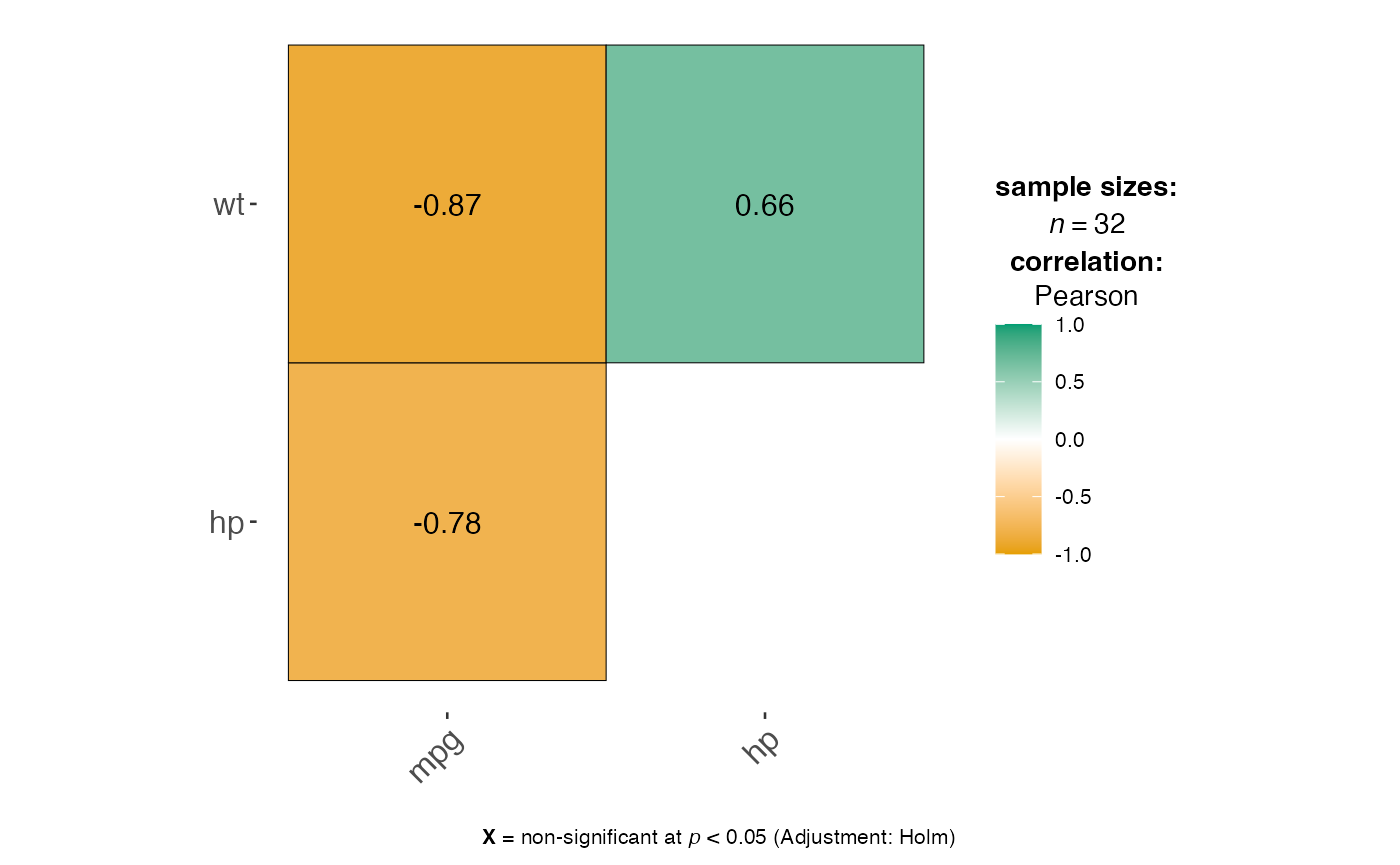 wt
-0.87
0.66
hp
-0.78
mpg
hp
sample sizes:
n = 32
correlation:
Pearson
1.0
0.5
0.0
-0.5
-1.0
X = non-significant at p < 0.05 (Adjustment: Holm)